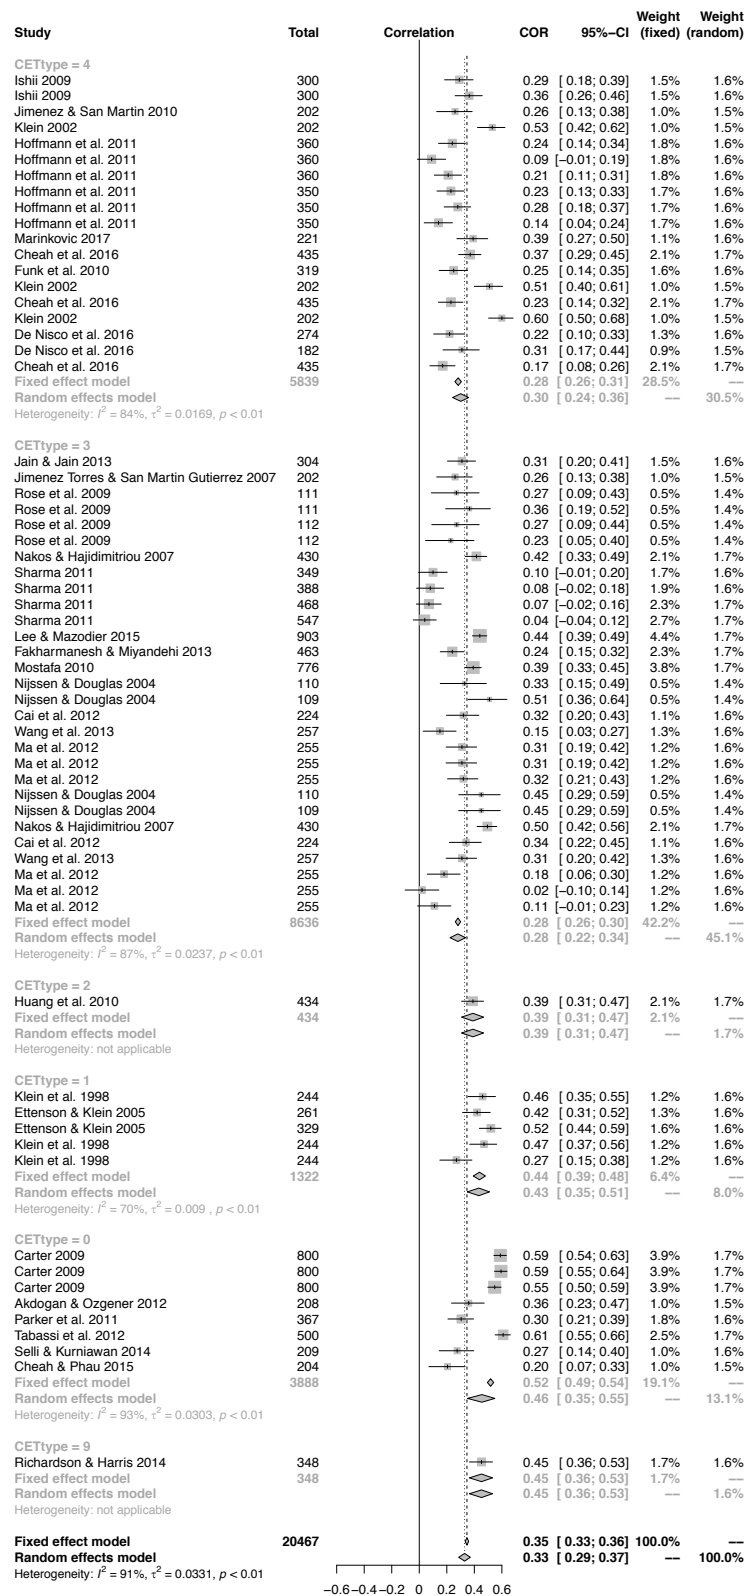 Weight Weight
Study Total Correlation COR 95%−CI (fixed) (random)
CETtype = 4
Ishii 2009 300 0.29 [ 0.18; 0.39] 1.5% 1.6%
Ishii 2009 300 0.36 [ 0.26; 0.46] 1.5% 1.6%
Jimenez & San Martin 2010 202 0.26 [ 0.13; 0.38] 1.0% 1.5%
Klein 2002 202 0.53 [ 0.42; 0.62] 1.0% 1.5%
Hoffmann et al. 2011 360 0.24 [ 0.14; 0.34] 1.8% 1.6%
Hoffmann et al. 2011 360 0.09 [−0.01; 0.19] 1.8% 1.6%
Hoffmann et al. 2011 360 0.21 [ 0.11; 0.31] 1.8% 1.6%
Hoffmann et al. 2011 350 0.23 [ 0.13; 0.33] 1.7% 1.6%
Hoffmann et al. 2011 350 0.28 [ 0.18; 0.37] 1.7% 1.6%
Hoffmann et al. 2011 350 0.14 [ 0.04; 0.24] 1.7% 1.6%
Marinkovic 2017 221 0.39 [ 0.27; 0.50] 1.1% 1.6%
Cheah et al. 2016 435 0.37 [ 0.29; 0.45] 2.1% 1.7%
Funk et al. 2010 319 0.25 [ 0.14; 0.35] 1.6% 1.6%
Klein 2002 202 0.51 [ 0.40; 0.61] 1.0% 1.5%
Cheah et al. 2016 435 0.23 [ 0.14; 0.32] 2.1% 1.7%
Klein 2002 202 0.60 [ 0.50; 0.68] 1.0% 1.5%
De Nisco et al. 2016 274 0.22 [ 0.10; 0.33] 1.3% 1.6%
De Nisco et al. 2016 182 0.31 [ 0.17; 0.44] 0.9% 1.5%
Cheah et al. 2016 435 0.17 [ 0.08; 0.26] 2.1% 1.7%
Fixed effect model 5839 0.28 [ 0.26; 0.31] 28.5% −−
Random effects model 0.30 [ 0.24; 0.36] −− 30.5%
Heterogeneity: I² = 84%, τ² = 0.0169, p < 0.01
CETtype = 3
Jain & Jain 2013 304 0.31 [ 0.20; 0.41] 1.5% 1.6%
Jimenez Torres & San Martin Gutierrez 2007 202 0.26 [ 0.13; 0.38] 1.0% 1.5%
Rose et al. 2009 111 0.27 [ 0.09; 0.43] 0.5% 1.4%
Rose et al. 2009 111 0.36 [ 0.19; 0.52] 0.5% 1.4%
Rose et al. 2009 112 0.27 [ 0.09; 0.44] 0.5% 1.4%
Rose et al. 2009 112 0.23 [ 0.05; 0.40] 0.5% 1.4%
Nakos & Hajidimitriou 2007 430 0.42 [ 0.33; 0.49] 2.1% 1.7%
Sharma 2011 349 0.10 [−0.01; 0.20] 1.7% 1.6%
Sharma 2011 388 0.08 [−0.02; 0.18] 1.9% 1.6%
Sharma 2011 468 0.07 [−0.02; 0.16] 2.3% 1.7%
Sharma 2011 547 0.04 [−0.04; 0.12] 2.7% 1.7%
Lee & Mazodier 2015 903 0.44 [ 0.39; 0.49] 4.4% 1.7%
Fakharmanesh & Miyandehi 2013 463 0.24 [ 0.15; 0.32] 2.3% 1.7%
Mostafa 2010 776 0.39 [ 0.33; 0.45] 3.8% 1.7%
Nijssen & Douglas 2004 110 0.33 [ 0.15; 0.49] 0.5% 1.4%
Nijssen & Douglas 2004 109 0.51 [ 0.36; 0.64] 0.5% 1.4%
Cai et al. 2012 224 0.32 [ 0.20; 0.43] 1.1% 1.6%
Wang et al. 2013 257 0.15 [ 0.03; 0.27] 1.3% 1.6%
Ma et al. 2012 255 0.31 [ 0.19; 0.42] 1.2% 1.6%
Ma et al. 2012 255 0.31 [ 0.19; 0.42] 1.2% 1.6%
Ma et al. 2012 255 0.32 [ 0.21; 0.43] 1.2% 1.6%
Nijssen & Douglas 2004 110 0.45 [ 0.29; 0.59] 0.5% 1.4%
Nijssen & Douglas 2004 109 0.45 [ 0.29; 0.59] 0.5% 1.4%
Nakos & Hajidimitriou 2007 430 0.50 [ 0.42; 0.56] 2.1% 1.7%
Cai et al. 2012 224 0.34 [ 0.22; 0.45] 1.1% 1.6%
Wang et al. 2013 257 0.31 [ 0.20; 0.42] 1.3% 1.6%
Ma et al. 2012 255 0.18 [ 0.06; 0.30] 1.2% 1.6%
Ma et al. 2012 255 0.02 [−0.10; 0.14] 1.2% 1.6%
Ma et al. 2012 255 0.11 [−0.01; 0.23] 1.2% 1.6%
Fixed effect model 8636 0.28 [ 0.26; 0.30] 42.2% −−
Random effects model 0.28 [ 0.22; 0.34] −− 45.1%
Heterogeneity: I² = 87%, τ² = 0.0237, p < 0.01
CETtype = 2
Huang et al. 2010 434 0.39 [ 0.31; 0.47] 2.1% 1.7%
Fixed effect model 434 0.39 [ 0.31; 0.47] 2.1% −−
Random effects model 0.39 [ 0.31; 0.47] −− 1.7%
Heterogeneity: not applicable
CETtype = 1
Klein et al. 1998 244 0.46 [ 0.35; 0.55] 1.2% 1.6%
Ettenson & Klein 2005 261 0.42 [ 0.31; 0.52] 1.3% 1.6%
Ettenson & Klein 2005 329 0.52 [ 0.44; 0.59] 1.6% 1.6%
Klein et al. 1998 244 0.47 [ 0.37; 0.56] 1.2% 1.6%
Klein et al. 1998 244 0.27 [ 0.15; 0.38] 1.2% 1.6%
Fixed effect model 1322 0.44 [ 0.39; 0.48] 6.4% −−
Random effects model 0.43 [ 0.35; 0.51] −− 8.0%
Heterogeneity: I² = 70%, τ² = 0.009 , p < 0.01
CETtype = 0
Carter 2009 800 0.59 [ 0.54; 0.63] 3.9% 1.7%
Carter 2009 800 0.59 [ 0.55; 0.64] 3.9% 1.7%
Carter 2009 800 0.55 [ 0.50; 0.59] 3.9% 1.7%
Akdogan & Ozgener 2012 208 0.36 [ 0.23; 0.47] 1.0% 1.5%
Parker et al. 2011 367 0.30 [ 0.21; 0.39] 1.8% 1.6%
Tabassi et al. 2012 500 0.61 [ 0.55; 0.66] 2.5% 1.7%
Selli & Kurniawan 2014 209 0.27 [ 0.14; 0.40] 1.0% 1.6%
Cheah & Phau 2015 204 0.20 [ 0.07; 0.33] 1.0% 1.5%
Fixed effect model 3888 0.52 [ 0.49; 0.54] 19.1% −−
Random effects model 0.46 [ 0.35; 0.55] −− 13.1%
Heterogeneity: I² = 93%, τ² = 0.0303, p < 0.01
CETtype = 9
Richardson & Harris 2014 348 0.45 [ 0.36; 0.53] 1.7% 1.6%
Fixed effect model 348 0.45 [ 0.36; 0.53] 1.7% −−
Random effects model 0.45 [ 0.36; 0.53] −− 1.6%
Heterogeneity: not applicable
Fixed effect model 20467 0.35 [ 0.33; 0.36] 100.0% −−
Random effects model 0.33 [ 0.29; 0.37] −− 100.0%
Heterogeneity: I² = 91%, τ² = 0.0331, p < 0.01
−0.6 −0.4 −0.2 0 0.2 0.4 0.6